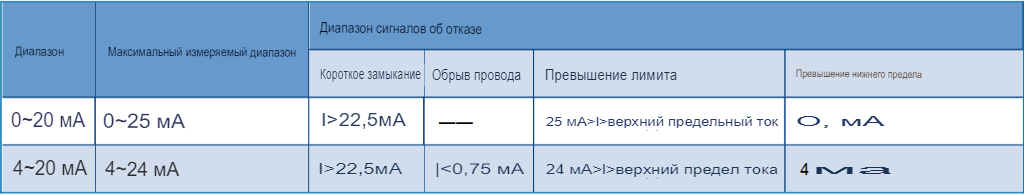 Диапазон сигналов об отказе
Диапазон
Максимальный измеряемый диапазон
Короткое замыкание
Обрыв провода
Превышение лимита
Превышение нижнего предела
0~20 мА
0~25 мА
I>22,5мА
——
25 мА>I>верхний предельный ток
0, мА
4~20 мА
4~24 мА
I>22,5мА
|<0,75 мА
24 мА>I>верхний предел тока
4 ма